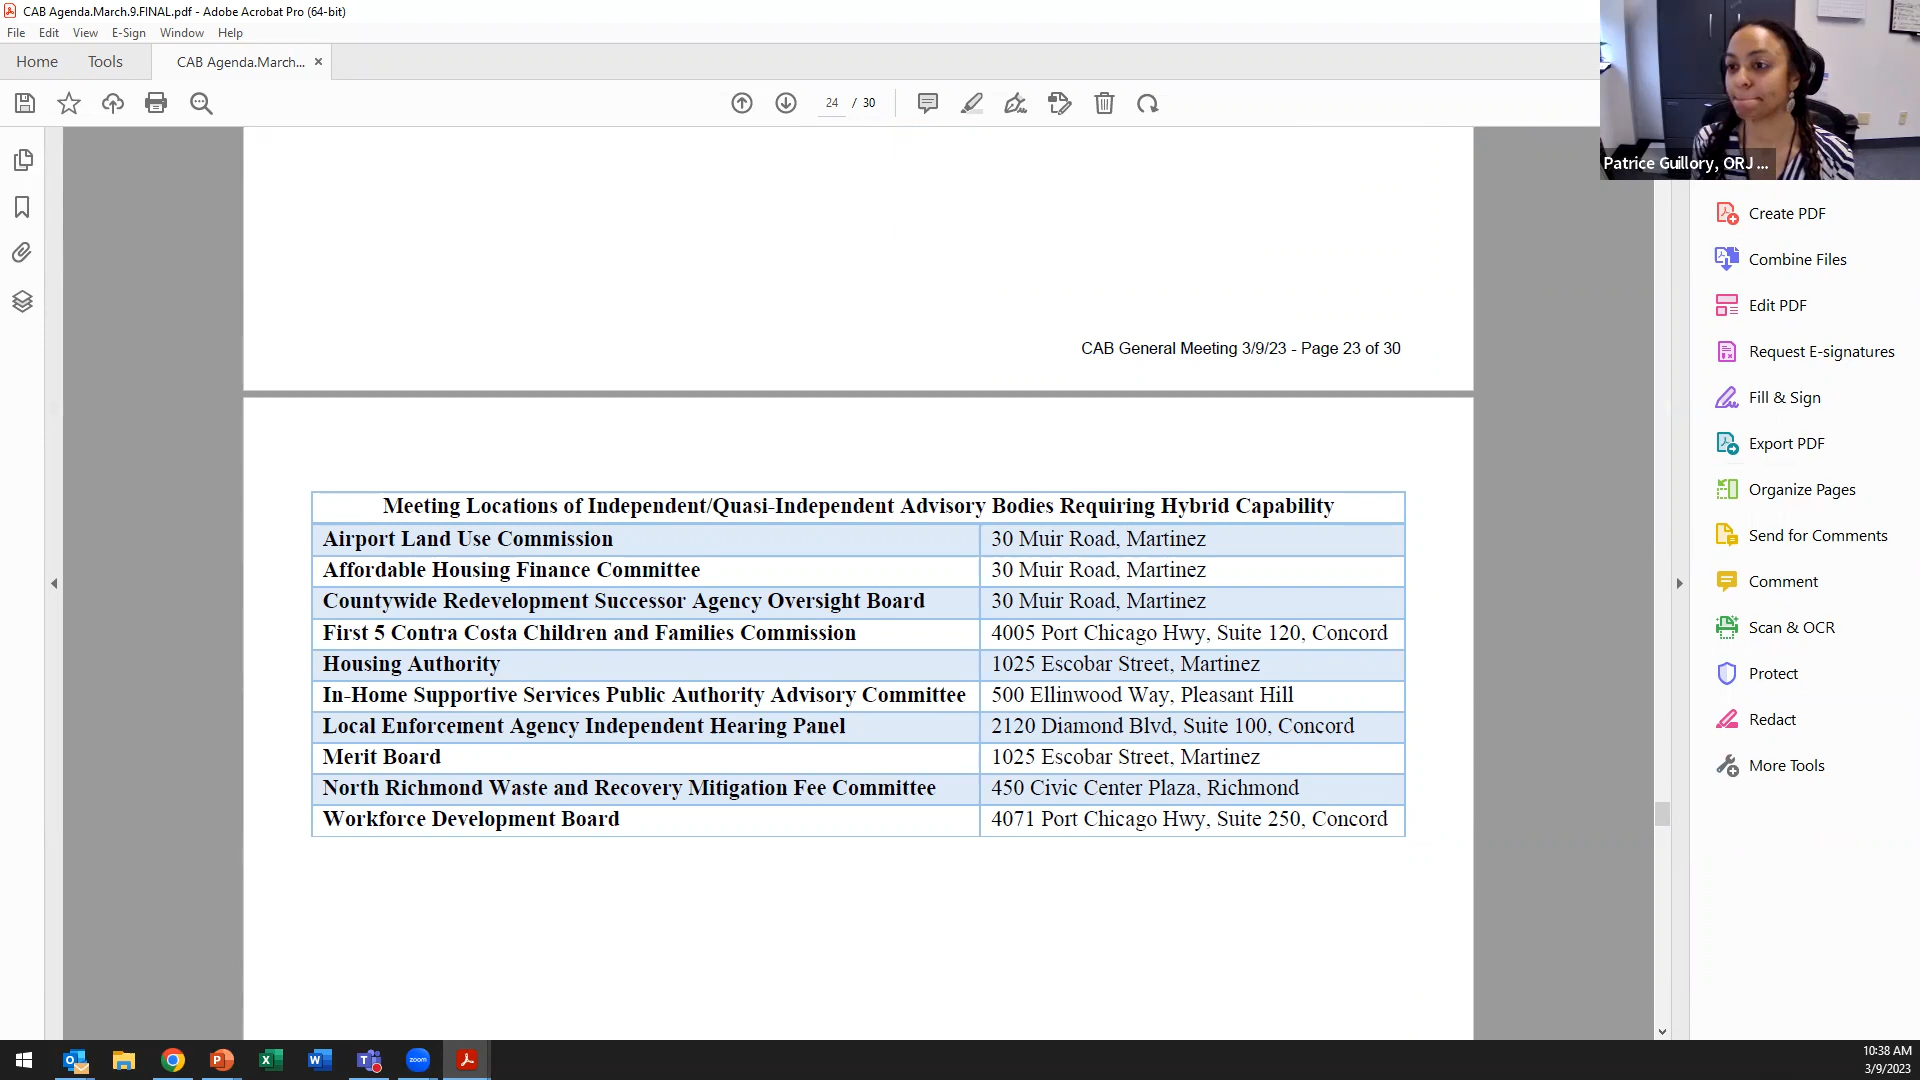 CAB Agenda.March.9.FINAL.pdf - Adobe Acrobat Pro (64-bit)
File Edit View E-Sign Window Help
Home Tools CAB Agenda.March... ×
24 / 30
Patrice Guillory, ORJ ...
CAB General Meeting 3/9/23 - Page 23 of 30
Meeting Locations of Independent/Quasi-Independent Advisory Bodies Requiring Hybrid Capability
Airport Land Use Commission 30 Muir Road, Martinez
Affordable Housing Finance Committee 30 Muir Road, Martinez
Countywide Redevelopment Successor Agency Oversight Board 30 Muir Road, Martinez
First 5 Contra Costa Children and Families Commission 4005 Port Chicago Hwy, Suite 120, Concord
Housing Authority 1025 Escobar Street, Martinez
In-Home Supportive Services Public Authority Advisory Committee 500 Ellinwood Way, Pleasant Hill
Local Enforcement Agency Independent Hearing Panel 2120 Diamond Blvd, Suite 100, Concord
Merit Board 1025 Escobar Street, Martinez
North Richmond Waste and Recovery Mitigation Fee Committee 450 Civic Center Plaza, Richmond
Workforce Development Board 4071 Port Chicago Hwy, Suite 250, Concord
Create PDF
Combine Files
Edit PDF
Request E-signatures
Fill & Sign
Export PDF
Organize Pages
Send for Comments
Comment
Scan & OCR
Protect
Redact
More Tools
zoom
10:38 AM
3/9/2023